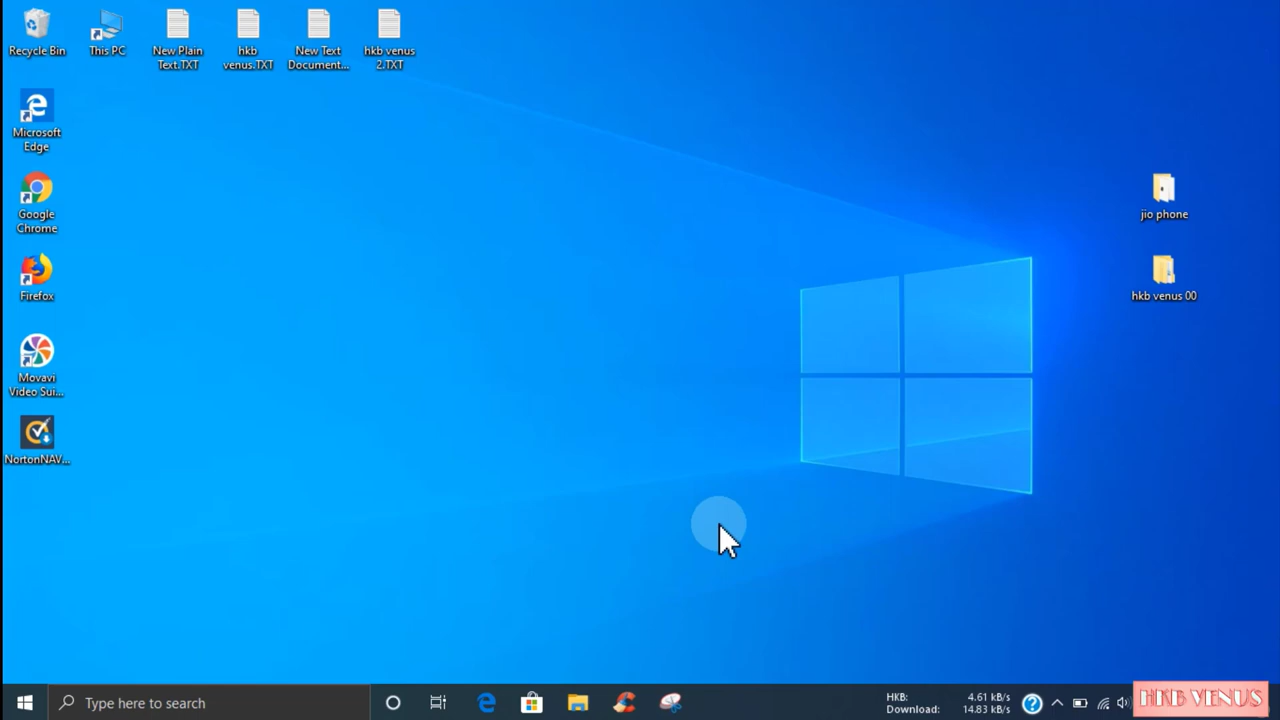 Recycle Bin
This PC
New Plain
Text.TXT
hkb
venus.TXT
New Text
Document...
hkb venus
2.TXT
Microsoft
Edge
Google
Chrome
Firefox
Movavi
Video Sui...
NortonNAV...
jio phone
hkb venus 00
Type here to search
HKB: 4.61 kB/s
Download: 14.83 kB/s
HKB VENUS